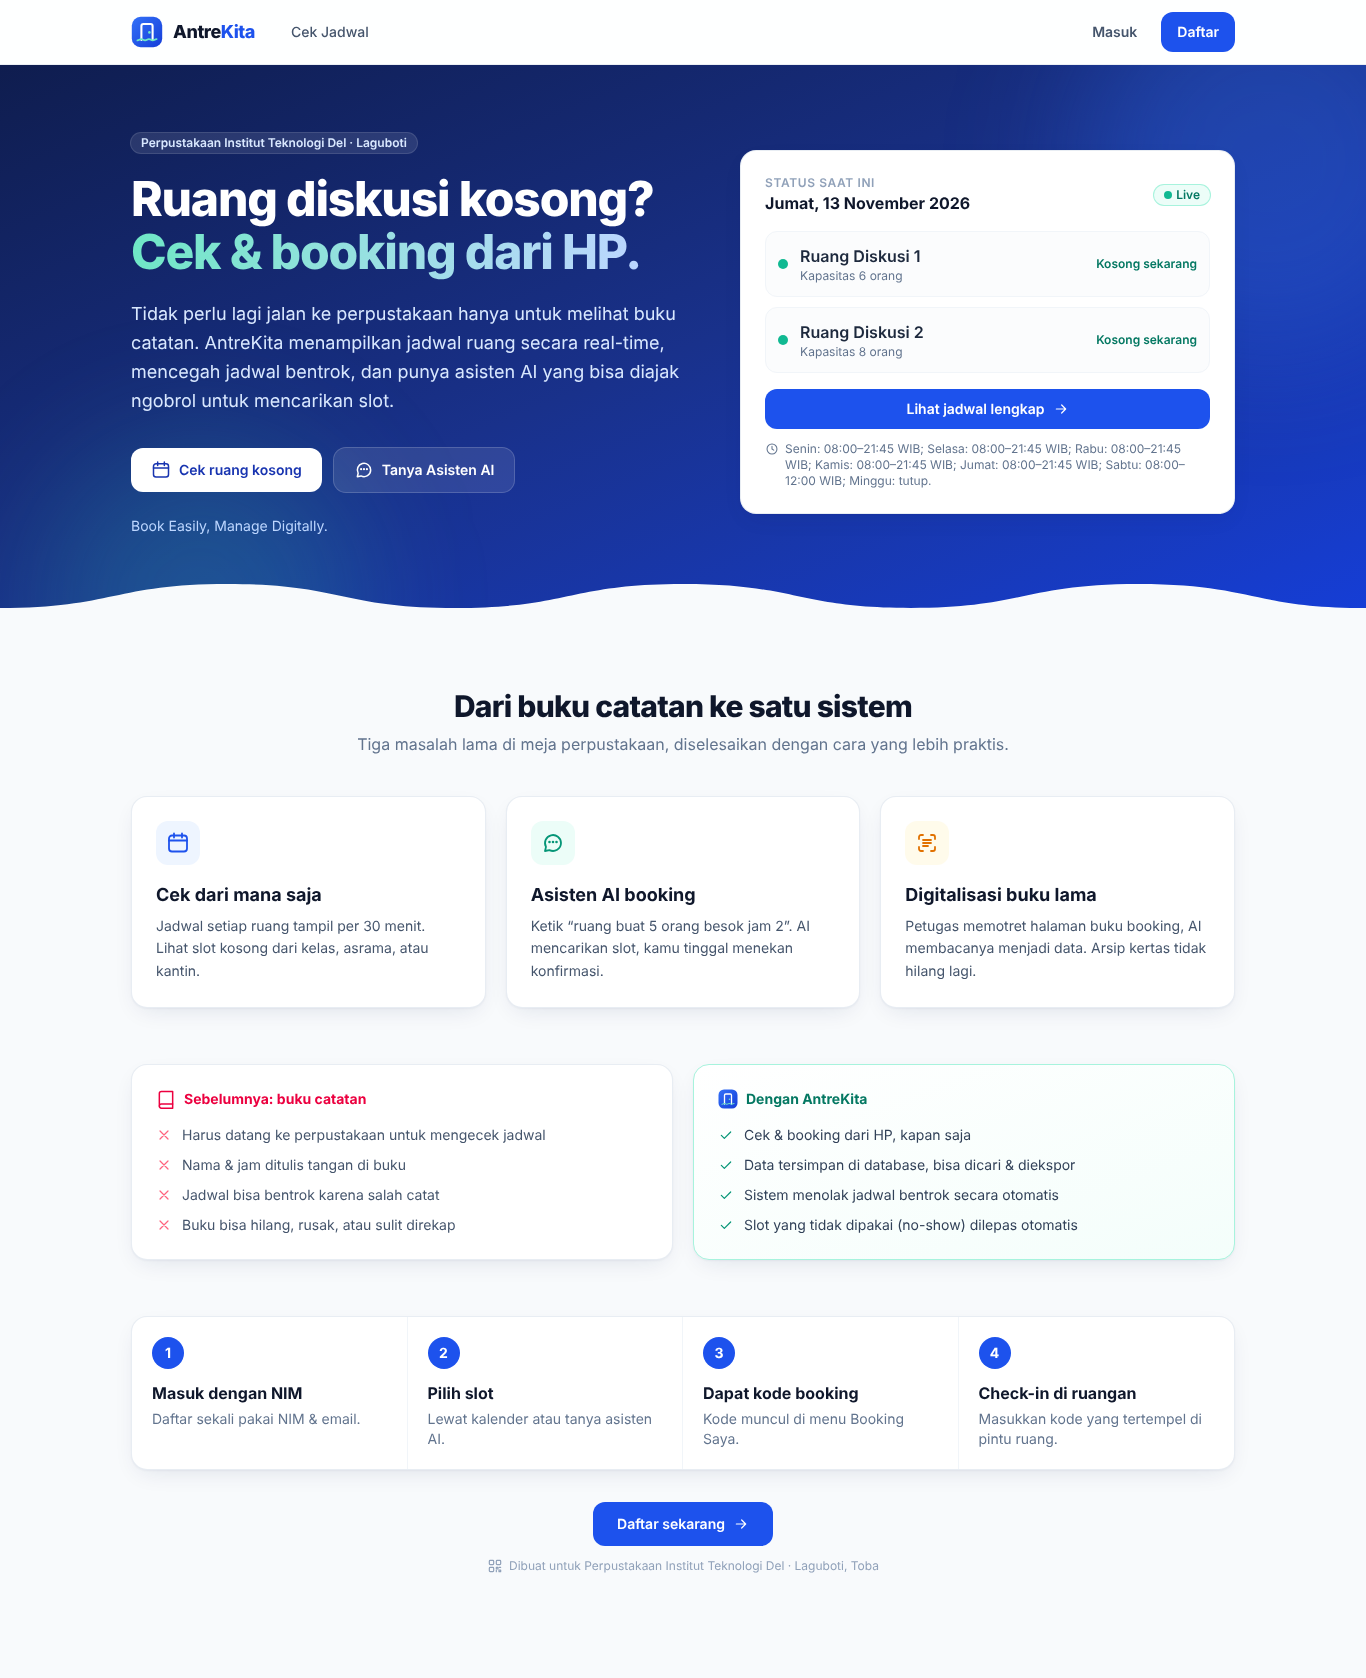 AntreKita
Cek Jadwal
Masuk
Daftar
Perpustakaan Institut Teknologi Del · Laguboti
Ruang diskusi kosong?
Cek & booking dari HP.
Tidak perlu lagi jalan ke perpustakaan hanya untuk melihat buku
catatan. AntreKita menampilkan jadwal ruang secara real-time,
mencegah jadwal bentrok, dan punya asisten AI yang bisa diajak
ngobrol untuk mencarikan slot.
Cek ruang kosong
Tanya Asisten AI
Book Easily, Manage Digitally.
STATUS SAAT INI
Jumat, 13 November 2026
Live
Ruang Diskusi 1
Kapasitas 6 orang
Kosong sekarang
Ruang Diskusi 2
Kapasitas 8 orang
Kosong sekarang
Lihat jadwal lengkap
Senin: 08:00–21:45 WIB; Selasa: 08:00–21:45 WIB; Rabu: 08:00–21:45
WIB; Kamis: 08:00–21:45 WIB; Jumat: 08:00–21:45 WIB; Sabtu: 08:00–
12:00 WIB; Minggu: tutup.
Dari buku catatan ke satu sistem
Tiga masalah lama di meja perpustakaan, diselesaikan dengan cara yang lebih praktis.
Cek dari mana saja
Jadwal setiap ruang tampil per 30 menit.
Lihat slot kosong dari kelas, asrama, atau
kantin.
Asisten AI booking
Ketik “ruang buat 5 orang besok jam 2”. AI
mencarikan slot, kamu tinggal menekan
konfirmasi.
Digitalisasi buku lama
Petugas memotret halaman buku booking, AI
membacanya menjadi data. Arsip kertas tidak
hilang lagi.
Sebelumnya: buku catatan
Harus datang ke perpustakaan untuk mengecek jadwal
Nama & jam ditulis tangan di buku
Jadwal bisa bentrok karena salah catat
Buku bisa hilang, rusak, atau sulit direkap
Dengan AntreKita
Cek & booking dari HP, kapan saja
Data tersimpan di database, bisa dicari & diekspor
Sistem menolak jadwal bentrok secara otomatis
Slot yang tidak dipakai (no-show) dilepas otomatis
1
Masuk dengan NIM
Daftar sekali pakai NIM & email.
2
Pilih slot
Lewat kalender atau tanya asisten
AI.
3
Dapat kode booking
Kode muncul di menu Booking
Saya.
4
Check-in di ruangan
Masukkan kode yang tertempel di
pintu ruang.
Daftar sekarang
Dibuat untuk Perpustakaan Institut Teknologi Del · Laguboti, Toba